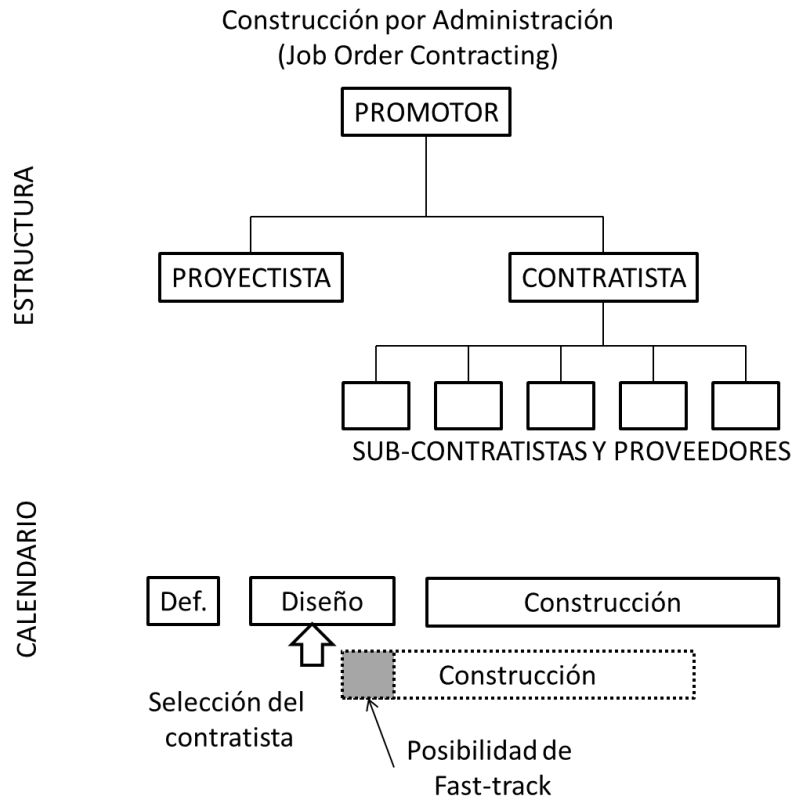 Construcción por Administración
(Job Order Contracting)
PROMOTOR
ESTRUCTURA
PROYECTISTA
CONTRATISTA
SUB-CONTRATISTAS Y PROVEEDORES
CALENDARIO
Def.
Diseño
Construcción
Construcción
Selección del
contratista
Posibilidad de
Fast-track